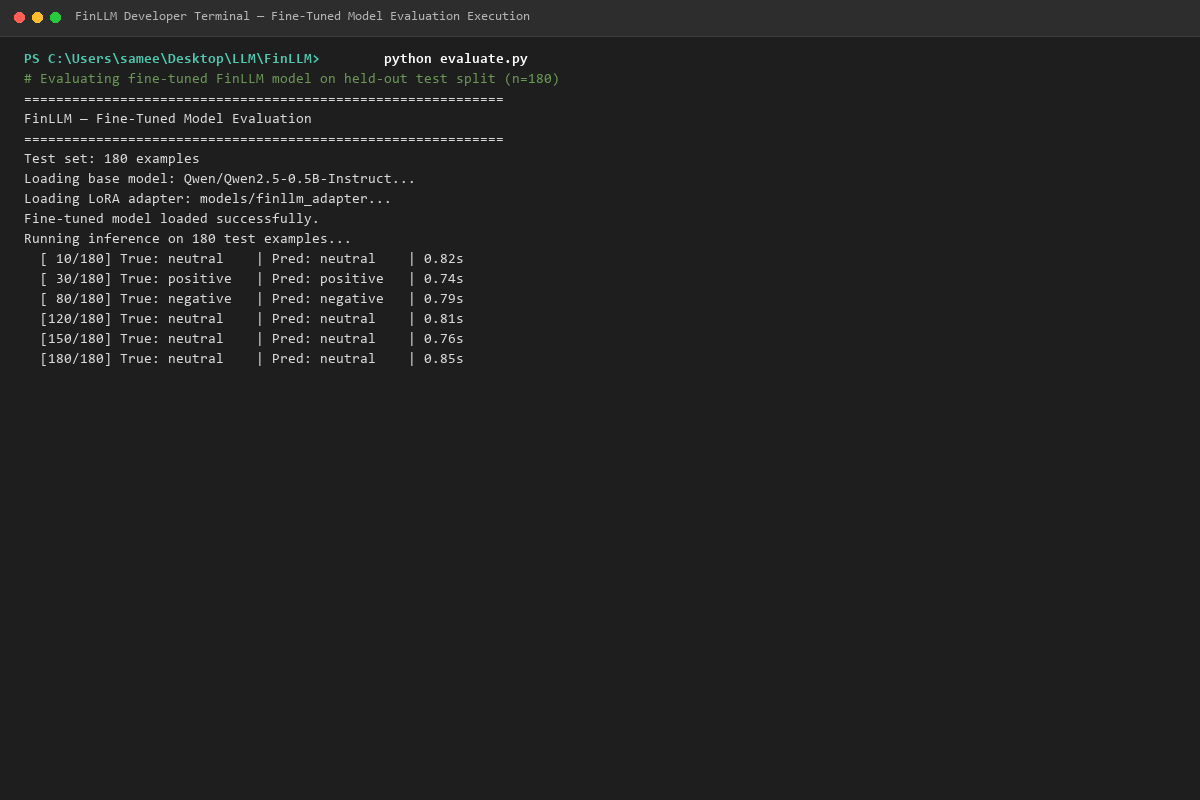 FinLLM Developer Terminal — Fine-Tuned Model Evaluation Execution
PS C:\Users\samee\Desktop\LLM\FinLLM>        python evaluate.py
# Evaluating fine-tuned FinLLM model on held-out test split (n=180)
============================================================
FinLLM — Fine-Tuned Model Evaluation
============================================================
Test set: 180 examples
Loading base model: Qwen/Qwen2.5-0.5B-Instruct...
Loading LoRA adapter: models/finllm_adapter...
Fine-tuned model loaded successfully.
Running inference on 180 test examples...
  [ 10/180] True: neutral    | Pred: neutral    | 0.82s
  [ 30/180] True: positive   | Pred: positive   | 0.74s
  [ 80/180] True: negative   | Pred: negative   | 0.79s
  [120/180] True: neutral    | Pred: neutral    | 0.81s
  [150/180] True: neutral    | Pred: neutral    | 0.76s
  [180/180] True: neutral    | Pred: neutral    | 0.85s